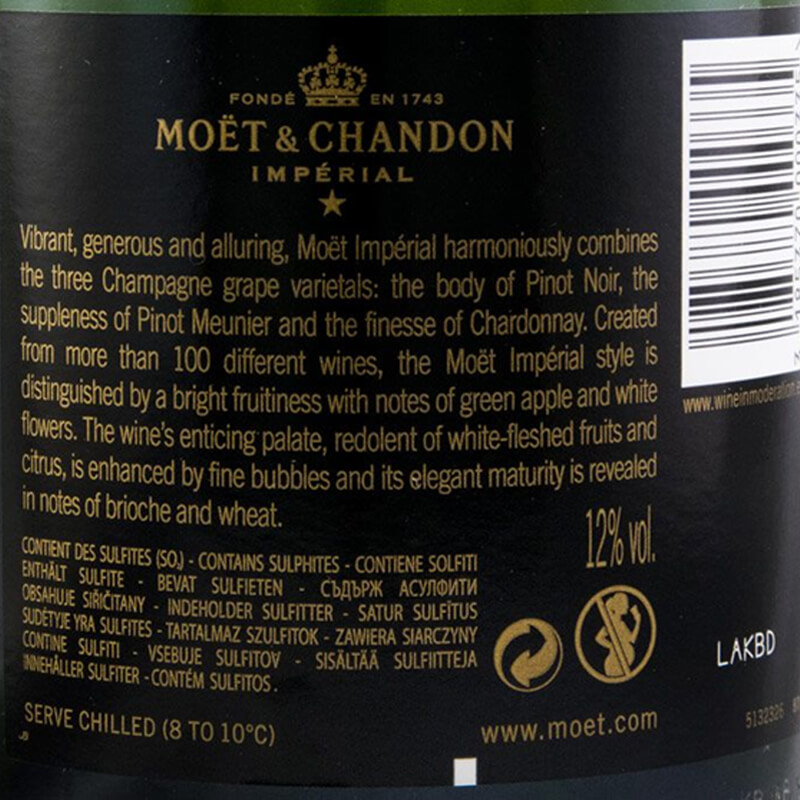 FONDÉ EN 1743
MOËT & CHANDON
IMPÉRIAL
Vibrant, generous and alluring, Moët Impérial harmoniously combines
the three Champagne grape varietals: the body of Pinot Noir, the
suppleness of Pinot Meunier and the finesse of Chardonnay. Created
from more than 100 different wines, the Moët Impérial style is
distinguished by a bright fruitiness with notes of green apple and white
flowers. The wine's enticing palate, redolent of white-fleshed fruits and
citrus, is enhanced by fine bubbles and its elegant maturity is revealed
in notes of brioche and wheat.
12% vol.
CONTIENT DES SULFITES (SO₂) - CONTAINS SULPHITES - CONTIENE SOLFITI
ENTHÄLT SULFITE - BEVAT SULFIETEN - СЪДЪРЖ АСУЛФИТИ
OBSAHUJE SIŘIČITANY - INDEHOLDER SULFITTER - SATUR SULFĪTUS
SUDĖTYJE YRA SULFITES - TARTALMAZ SZULFITOK - ZAWIERA SIARCZYNY
CONTINE SULFITI - VSEBUJE SULFITOV - SISÄLTÄÄ SULFIITTEJA
INNEHÅLLER SULFITER - CONTÉM SULFITOS.
SERVE CHILLED (8 TO 10°C)
www.moet.com
LAKBD
5132326